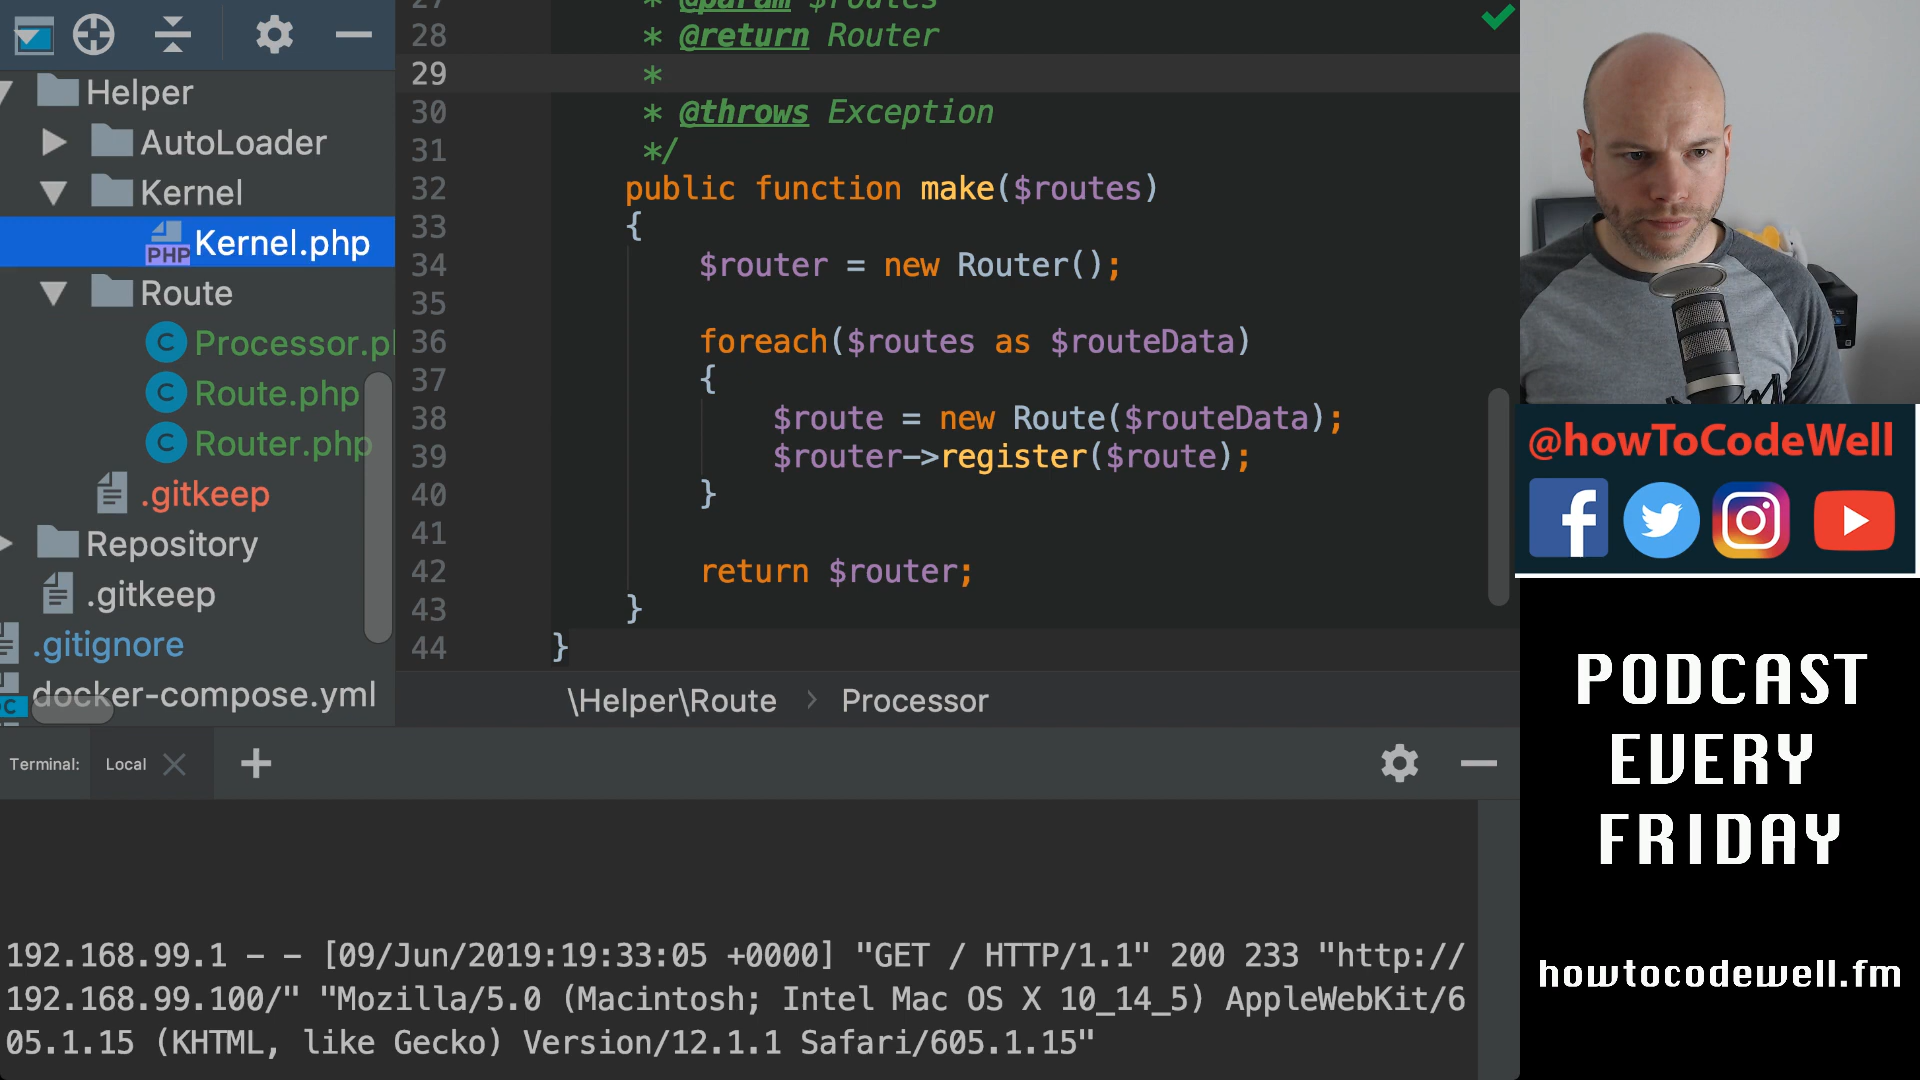 Helper
AutoLoader
Kernel
PHP Kernel.php
Route
C Processor.p
C Route.php
C Router.php
.gitkeep
Repository
.gitkeep
.gitignore
docker-compose.yml
27 * @param $routes
28 * @return Router
29 *
30 * @throws Exception
31 */
32 public function make($routes)
33 {
34 $router = new Router();
35
36 foreach($routes as $routeData)
37 {
38 $route = new Route($routeData);
39 $router->register($route);
40 }
41
42 return $router;
43 }
44 }
\Helper\Route › Processor
Terminal: Local
192.168.99.1 - - [09/Jun/2019:19:33:05 +0000] "GET / HTTP/1.1" 200 233 "http://
192.168.99.100/" "Mozilla/5.0 (Macintosh; Intel Mac OS X 10_14_5) AppleWebKit/6
05.1.15 (KHTML, like Gecko) Version/12.1.1 Safari/605.1.15"
@howToCodeWell
PODCAST
EVERY
FRIDAY
howtocodewell.fm